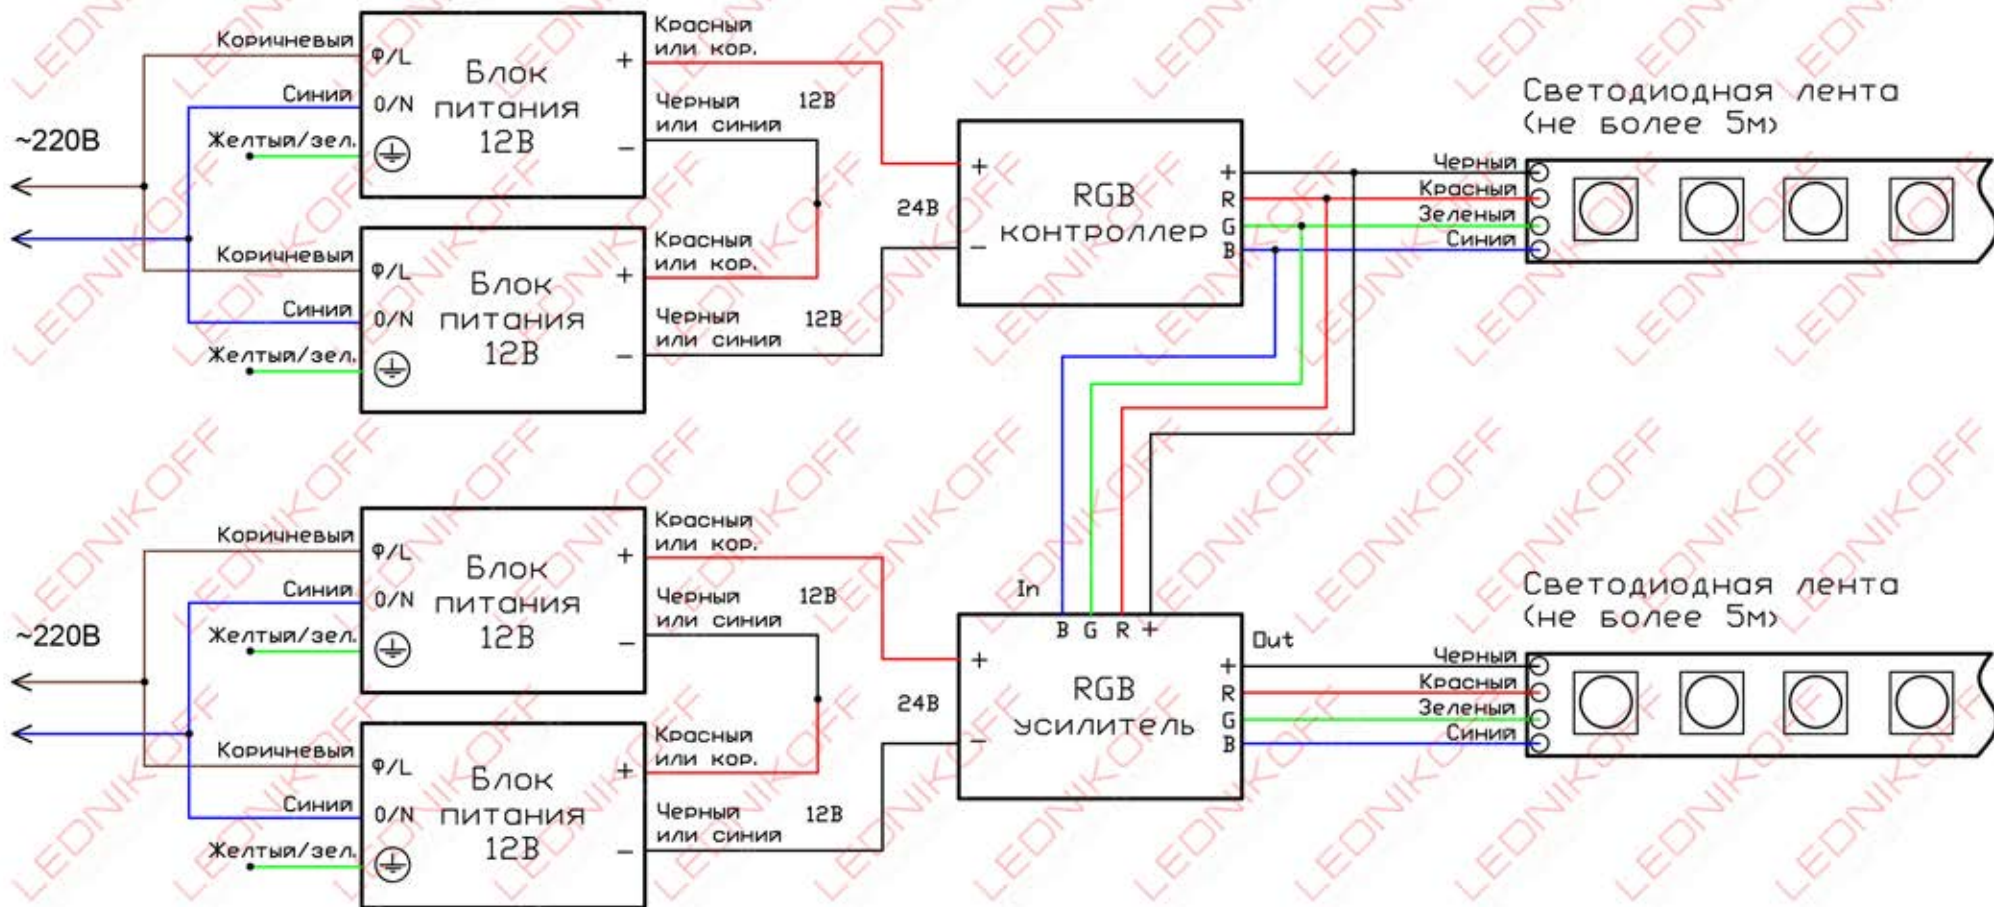 Коричневый
Ф/L
Синий
0/N
Желтый/зел.
~220В
Блок
питания
12В
+
−
Красный
или кор.
Черный
или синий
12В
Коричневый
Ф/L
Синий
0/N
Желтый/зел.
Блок
питания
12В
+
−
Красный
или кор.
Черный
или синий
12В
24В
+
−
RGB
контроллер
+
R
G
B
Светодиодная лента
(не более 5м)
Черный
Красный
Зеленый
Синий
Коричневый
Ф/L
Синий
0/N
Желтый/зел.
~220В
Блок
питания
12В
+
−
Красный
или кор.
Черный
или синий
12В
Коричневый
Ф/L
Синий
0/N
Желтый/зел.
Блок
питания
12В
+
−
Красный
или кор.
Черный
или синий
12В
24В
In
B G R +
+
−
RGB
усилитель
Out
+
R
G
B
Светодиодная лента
(не более 5м)
Черный
Красный
Зеленый
Синий
LEDNIKOFF